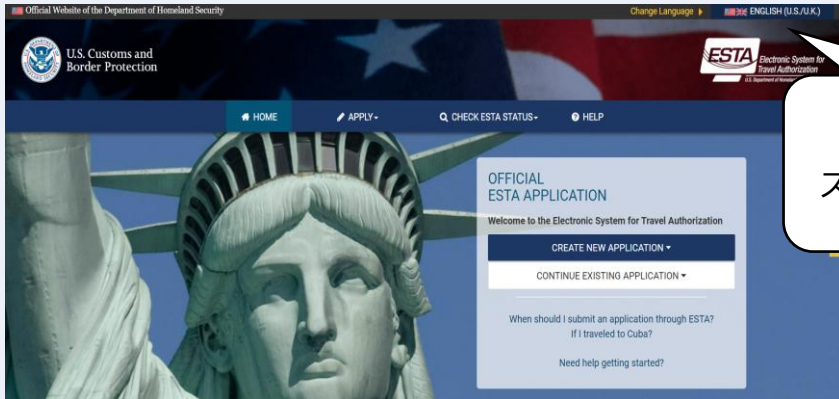 Official Website of the Department of Homeland Security
Change Language
ENGLISH (U.S./U.K.)
U.S. Customs and
Border Protection
ESTA
Electronic System for
Travel Authorization
HOME
APPLY
CHECK ESTA STATUS
HELP
OFFICIAL
ESTA APPLICATION
Welcome to the Electronic System for Travel Authorization
CREATE NEW APPLICATION
CONTINUE EXISTING APPLICATION
When should I submit an application through ESTA?
If I traveled to Cuba?
Need help getting started?